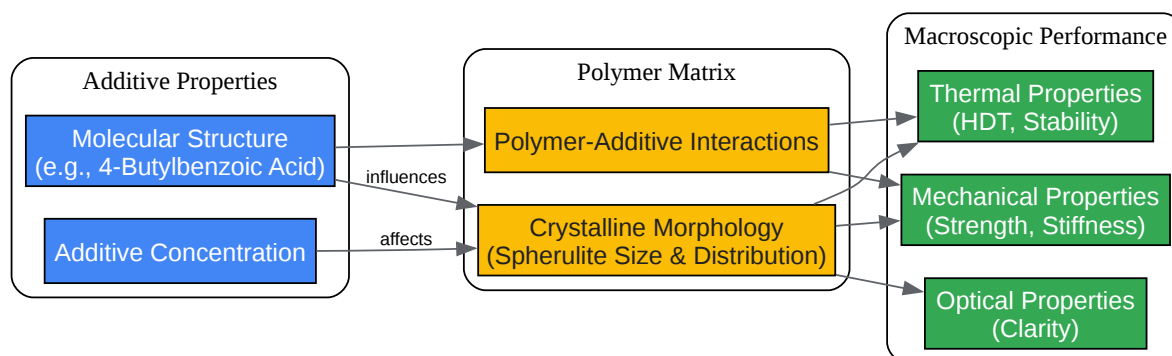 Additive Properties
Molecular Structure
(e.g., 4-Butylbenzoic Acid)
Additive Concentration
influences
affects
Polymer Matrix
Polymer-Additive Interactions
Crystalline Morphology
(Spherulite Size & Distribution)
Macroscopic Performance
Thermal Properties
(HDT, Stability)
Mechanical Properties
(Strength, Stiffness)
Optical Properties
(Clarity)